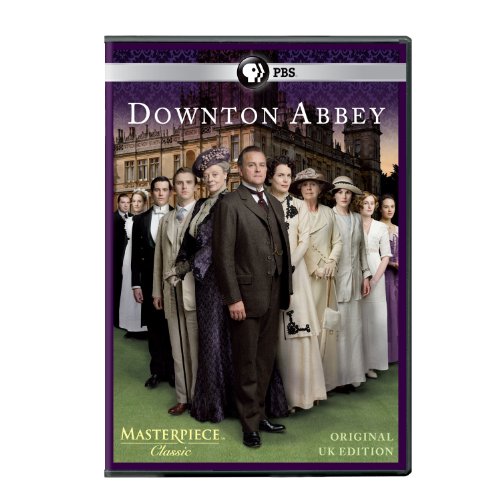 PBS
DOWNTON ABBEY
MASTERPIECE
Classic
ORIGINAL
UK EDITION